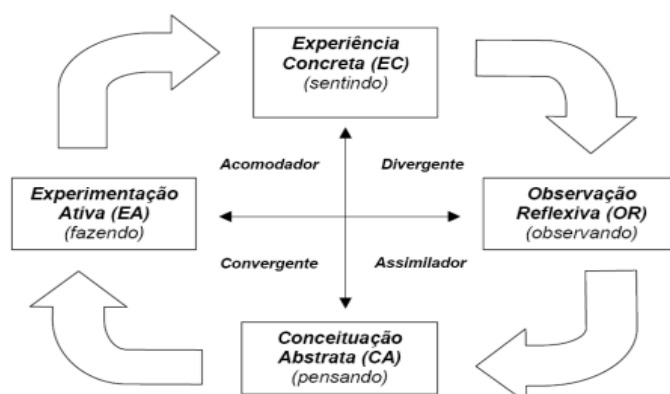 Experiência
Concreta (EC)
(sentindo)
Acomodador
Divergente
Experimentação
Ativa (EA)
(fazendo)
Observação
Reflexiva (OR)
(observando)
Convergente
Assimilador
Conceituação
Abstrata (CA)
(pensando)